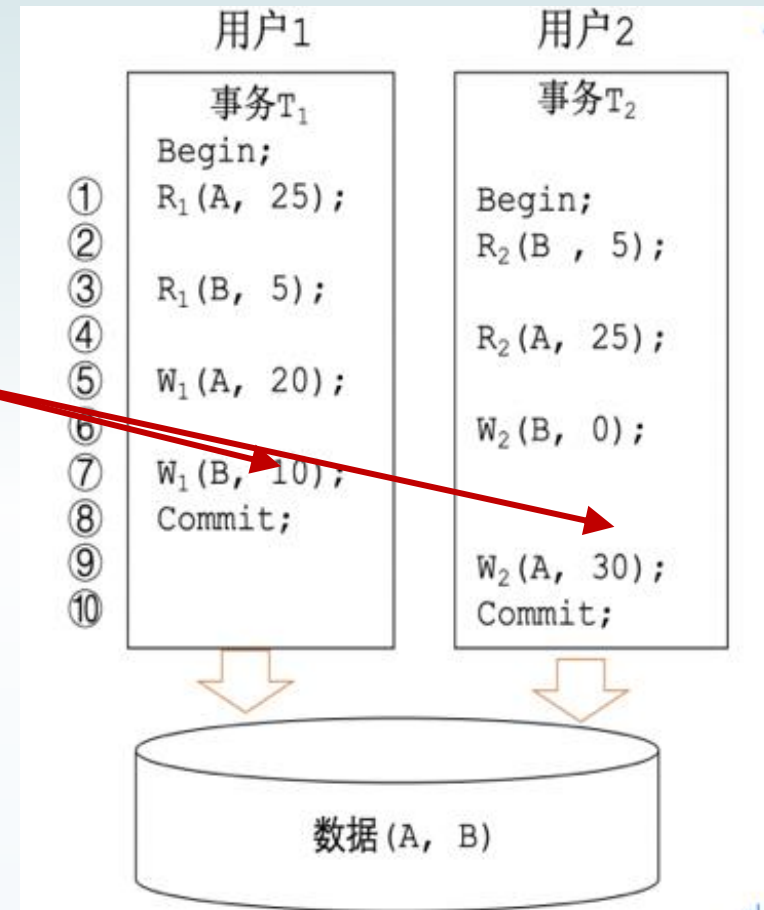 用户1 用户2
事务T₁ 事务T₂
Begin;
① R₁(A, 25); Begin;
② R₂(B , 5);
③ R₁(B, 5);
④ R₂(A, 25);
⑤ W₁(A, 20);
⑥ W₂(B, 0);
⑦ W₁(B, 10);
⑧ Commit;
⑨ W₂(A, 30);
⑩ Commit;
数据(A, B)